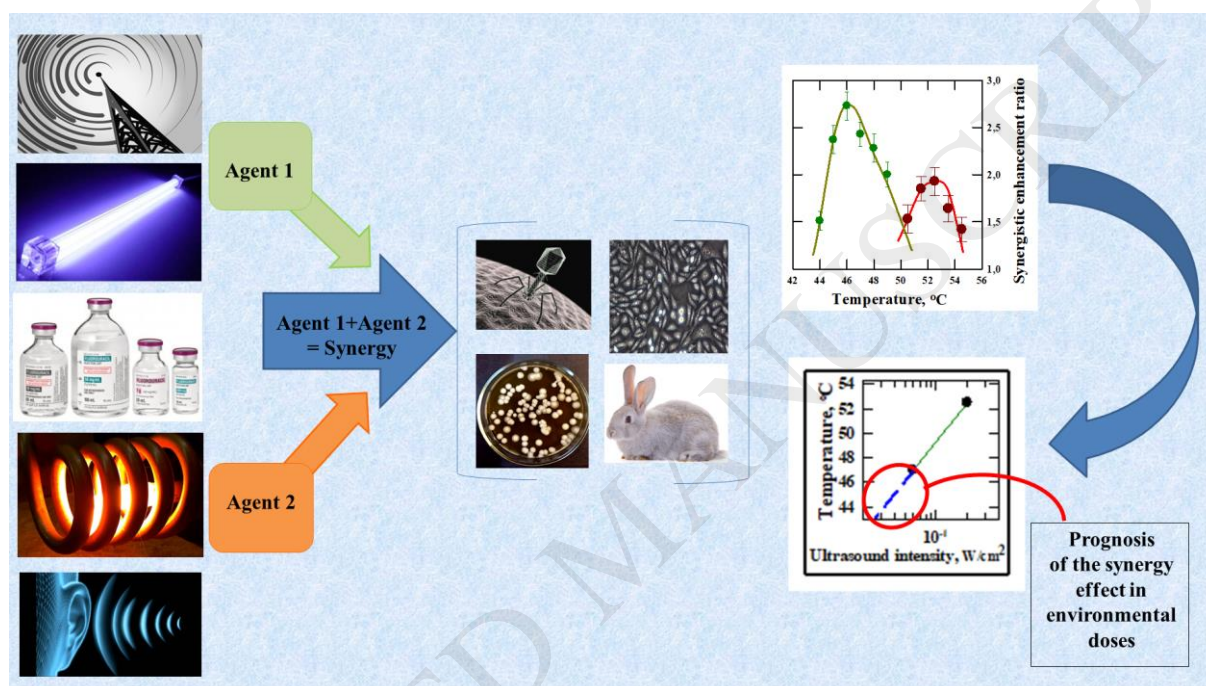 Agent 1
Agent 1+Agent 2
= Synergy
Agent 2
3,0
2,5
2,0
1,5
1,0
Synergistic enhancement ratio
42 44 46 48 50 52 54 56
Temperature, °C
54
52
50
48
46
44
Temperature, °C
10⁻¹
Ultrasound intensity, W/cm²
Prognosis
of the synergy
effect in
environmental
doses
ED MANUSCRIP